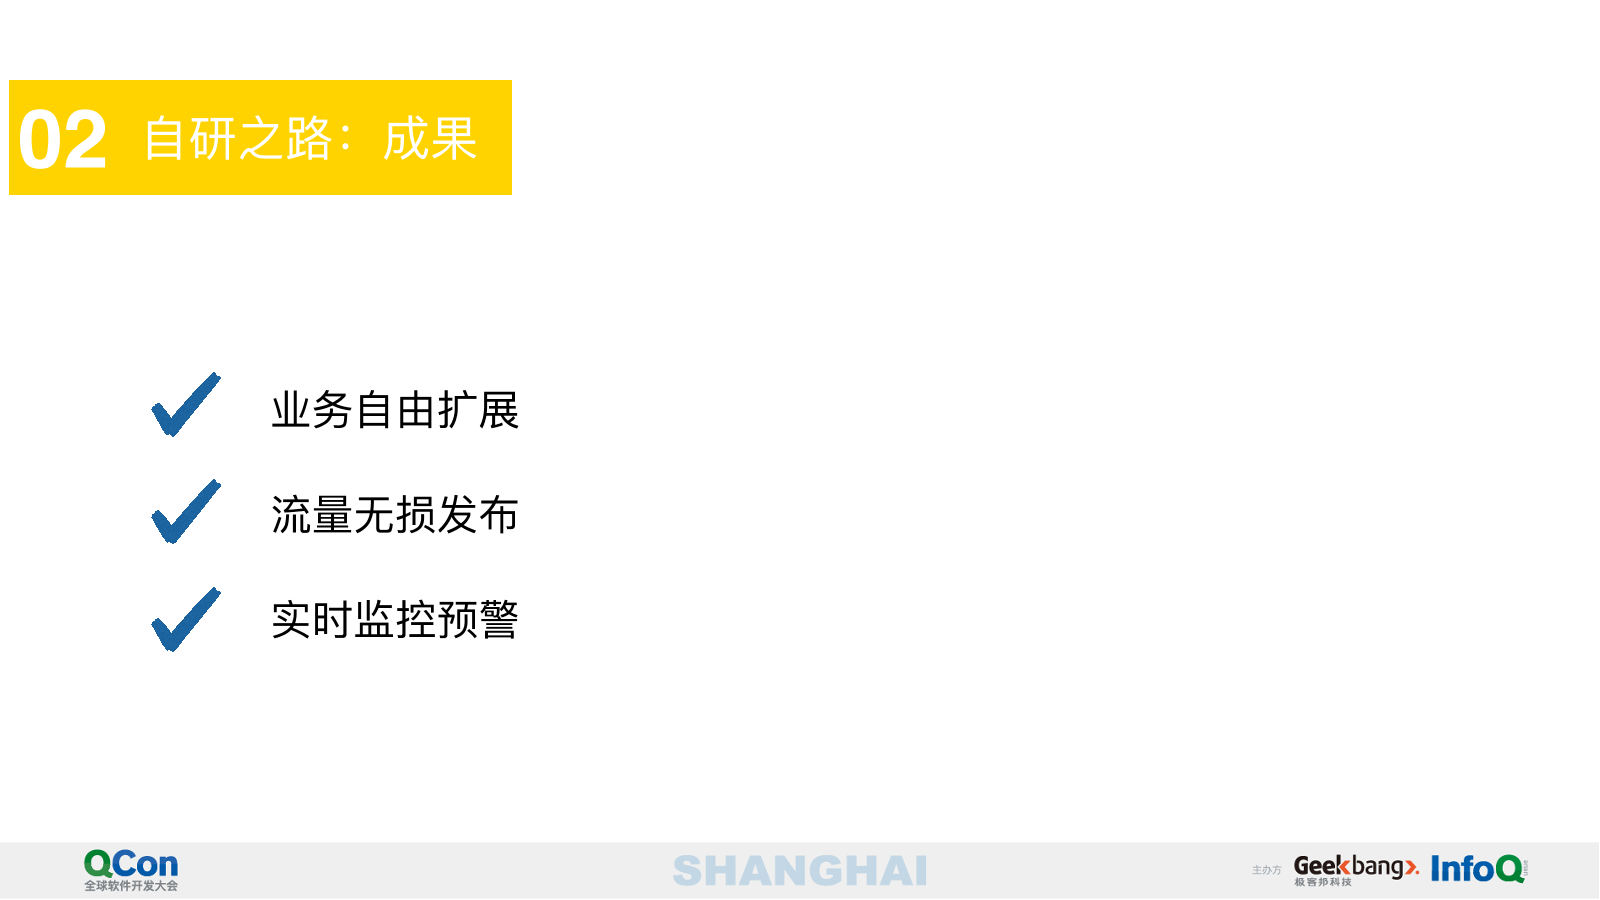 02 自研之路：成果
业务自由扩展
流量无损发布
实时监控预警
QCon
全球软件开发大会
SHANGHAI
主办方
Geekbang
极客邦科技
InfoQ